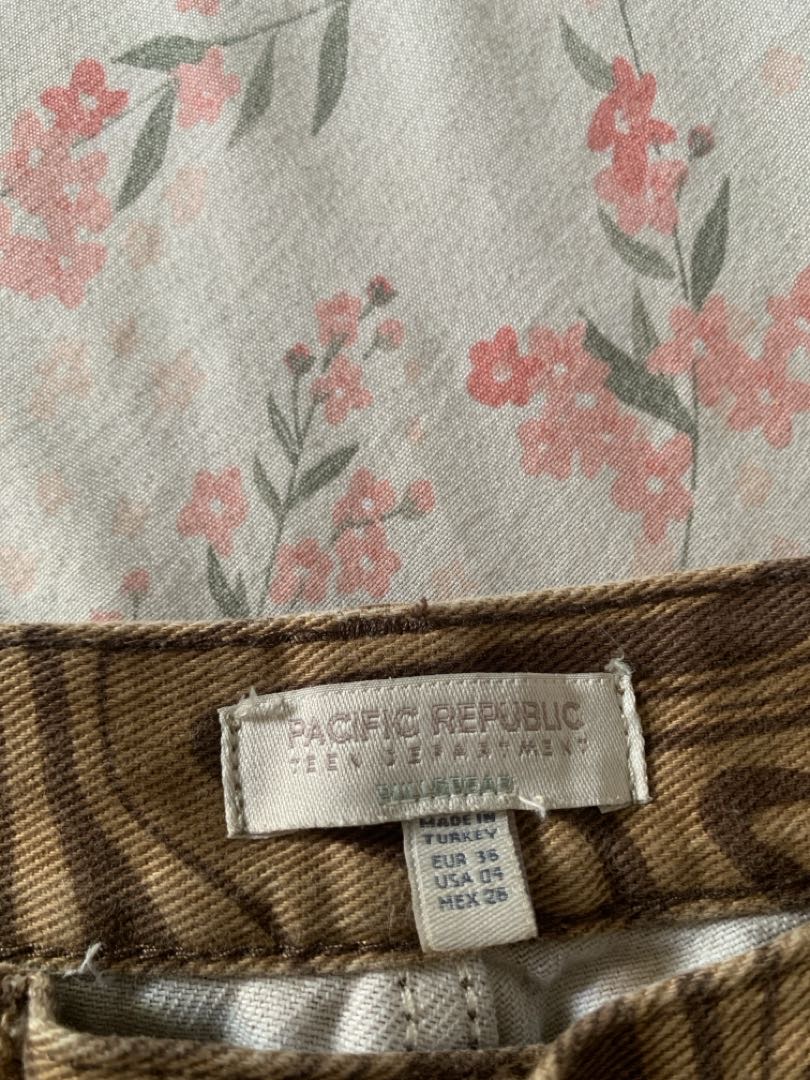 PACIFIC REPUBLIC
TEEN DEPARTMENT
PULL&BEAR
MADE IN
TURKEY
EUR 36
USA 04
MEX 26